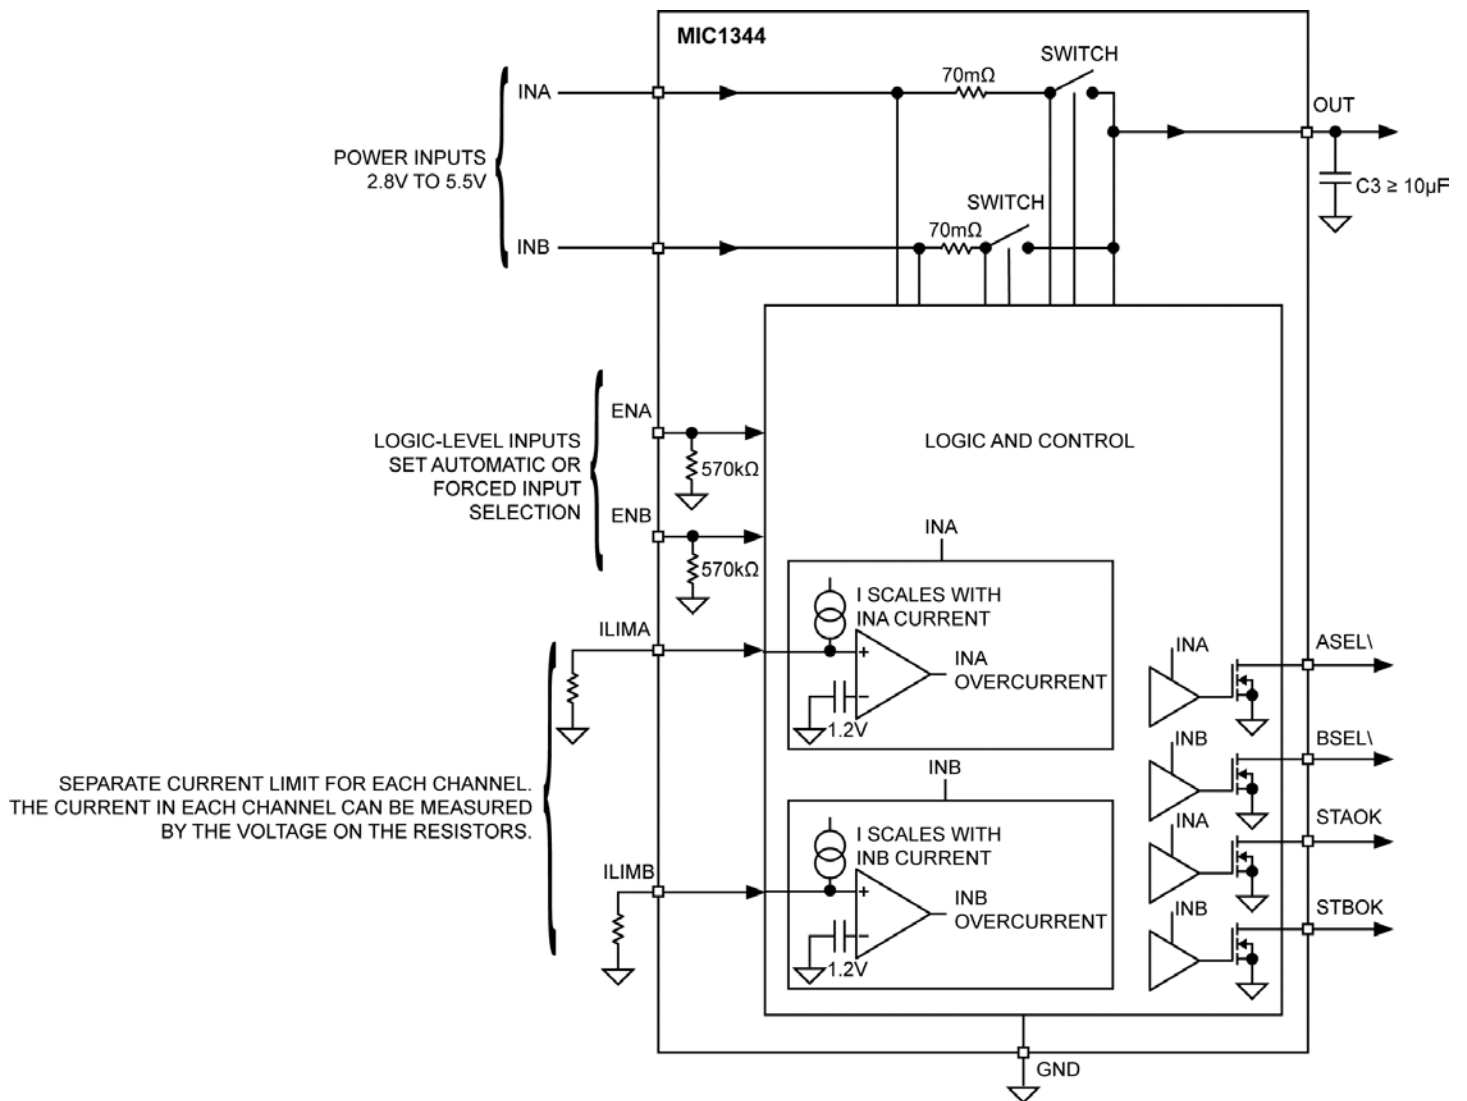 MIC1344
SWITCH
70mΩ
INA
OUT
POWER INPUTS
2.8V TO 5.5V
C3 ≥ 10µF
SWITCH
70mΩ
INB
ENA
LOGIC-LEVEL INPUTS
SET AUTOMATIC OR
FORCED INPUT
SELECTION
570kΩ
LOGIC AND CONTROL
ENB
570kΩ
INA
I SCALES WITH
INA CURRENT
ILIMA
INA
OVERCURRENT
1.2V
INA
ASEL\
INB
BSEL\
SEPARATE CURRENT LIMIT FOR EACH CHANNEL.
THE CURRENT IN EACH CHANNEL CAN BE MEASURED
BY THE VOLTAGE ON THE RESISTORS.
INB
I SCALES WITH
INB CURRENT
ILIMB
INB
OVERCURRENT
1.2V
INA
STAOK
INB
STBOK
GND